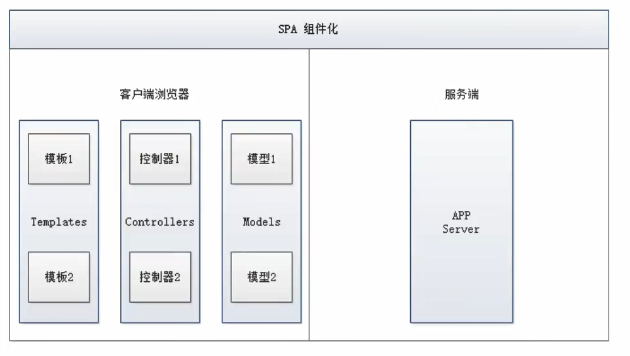 SPA 组件化
客户端浏览器
服务端
模板1
控制器1
模型1
Templates
Controllers
Models
APP
Server
模板2
控制器2
模型2